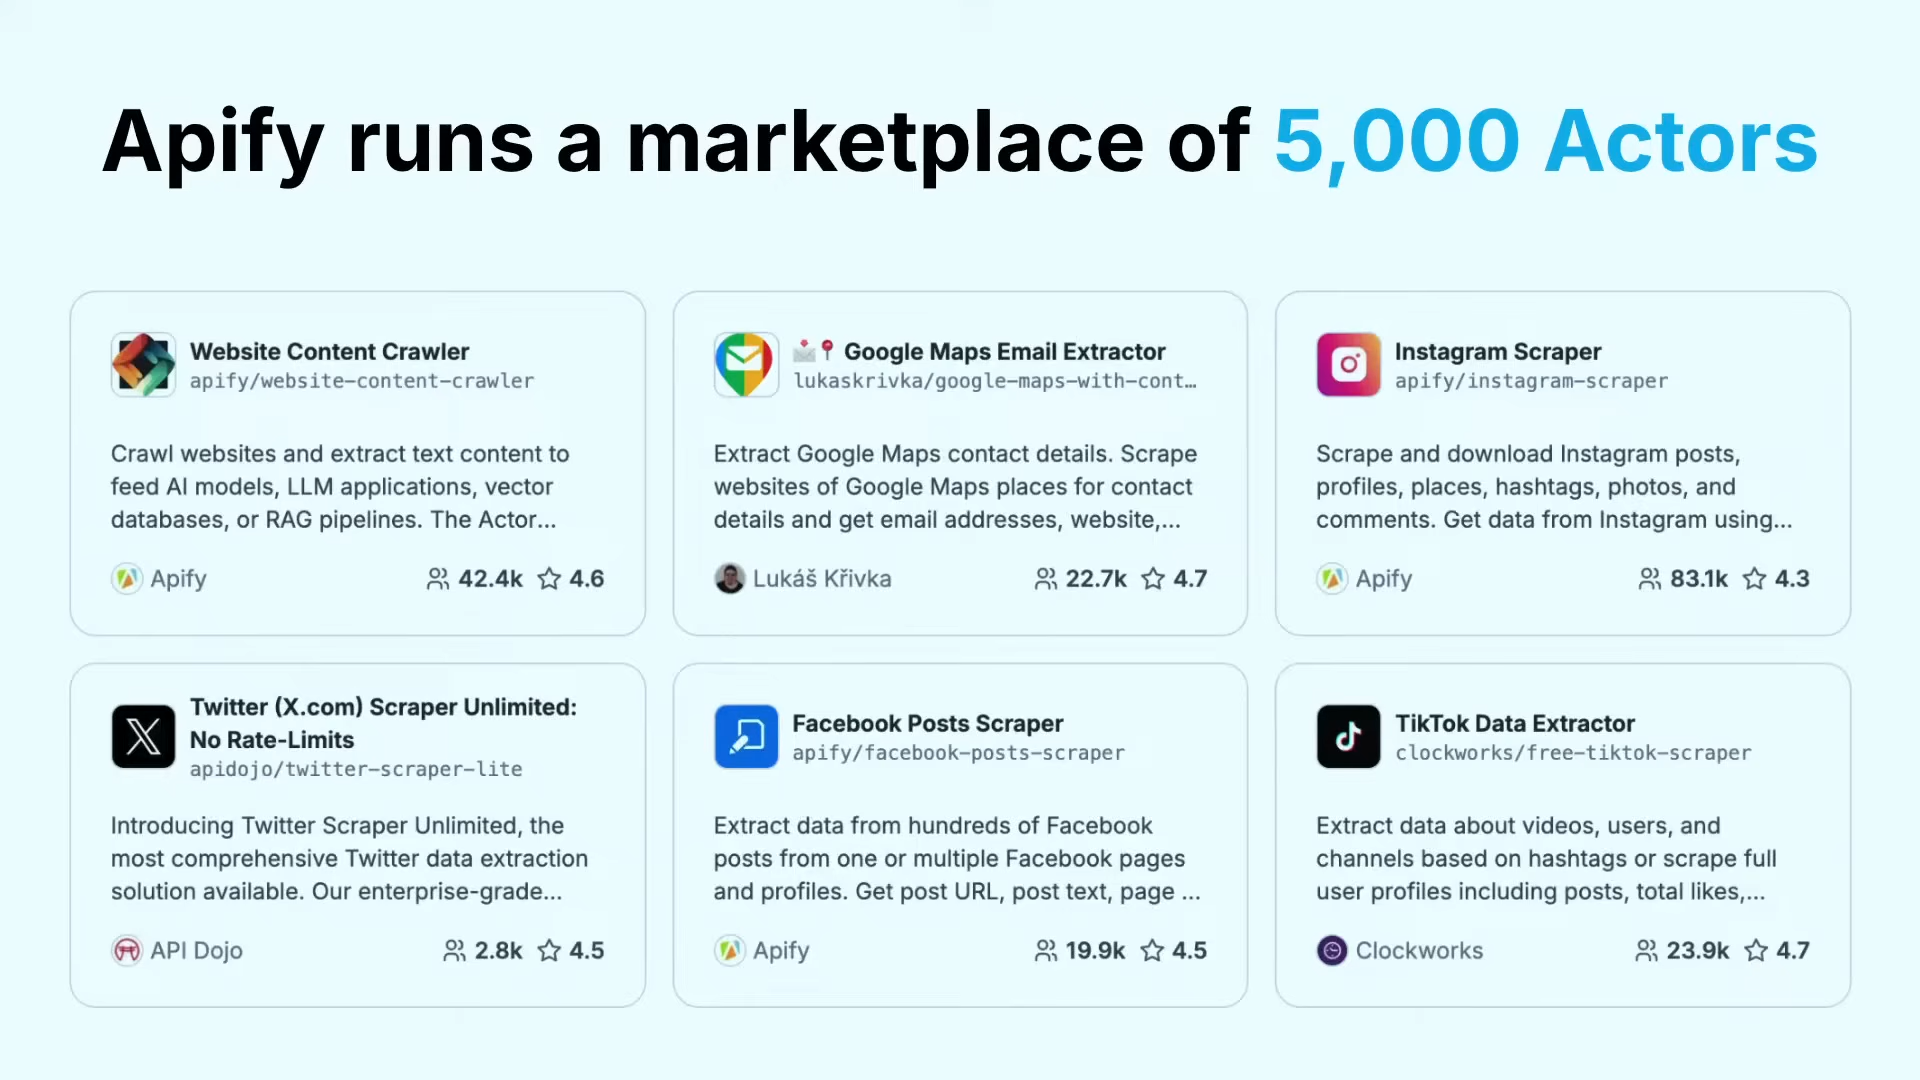 Apify runs a marketplace of 5,000 Actors
Website Content Crawler
apify/website-content-crawler
Crawl websites and extract text content to
feed AI models, LLM applications, vector
databases, or RAG pipelines. The Actor...
Apify 42.4k 4.6
Google Maps Email Extractor
lukaskrivka/google-maps-with-cont...
Extract Google Maps contact details. Scrape
websites of Google Maps places for contact
details and get email addresses, website,...
Lukáš Křivka 22.7k 4.7
Instagram Scraper
apify/instagram-scraper
Scrape and download Instagram posts,
profiles, places, hashtags, photos, and
comments. Get data from Instagram using...
Apify 83.1k 4.3
Twitter (X.com) Scraper Unlimited:
No Rate-Limits
apidojo/twitter-scraper-lite
Introducing Twitter Scraper Unlimited, the
most comprehensive Twitter data extraction
solution available. Our enterprise-grade...
API Dojo 2.8k 4.5
Facebook Posts Scraper
apify/facebook-posts-scraper
Extract data from hundreds of Facebook
posts from one or multiple Facebook pages
and profiles. Get post URL, post text, page ...
Apify 19.9k 4.5
TikTok Data Extractor
clockworks/free-tiktok-scraper
Extract data about videos, users, and
channels based on hashtags or scrape full
user profiles including posts, total likes,...
Clockworks 23.9k 4.7